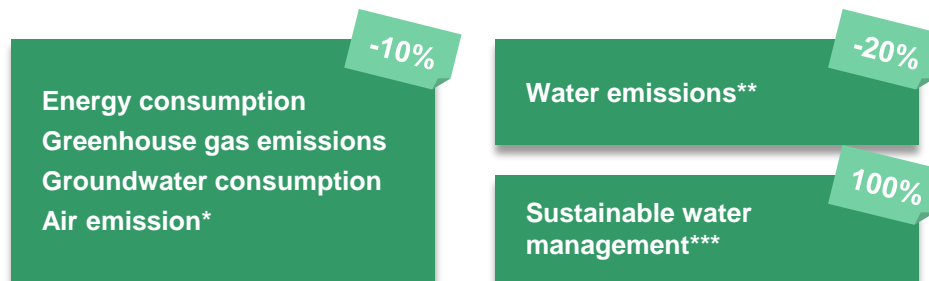 -10%
Energy consumption
Greenhouse gas emissions
Groundwater consumption
Air emission*
-20%
Water emissions**
100%
Sustainable water
management***